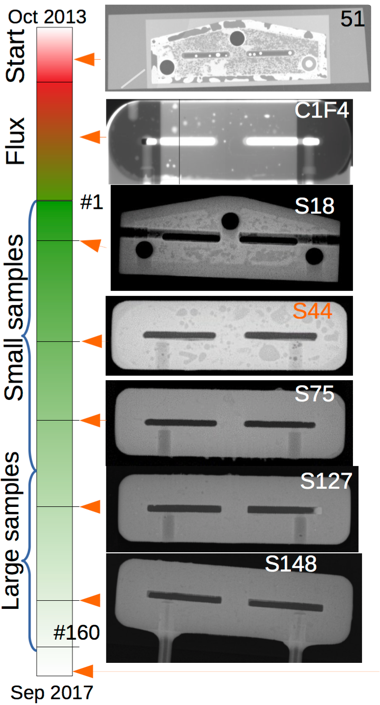 Oct 2013
51
Start
C1F4
Flux
#1
S18
Small samples
S44
S75
S127
Large samples
S148
#160
Sep 2017